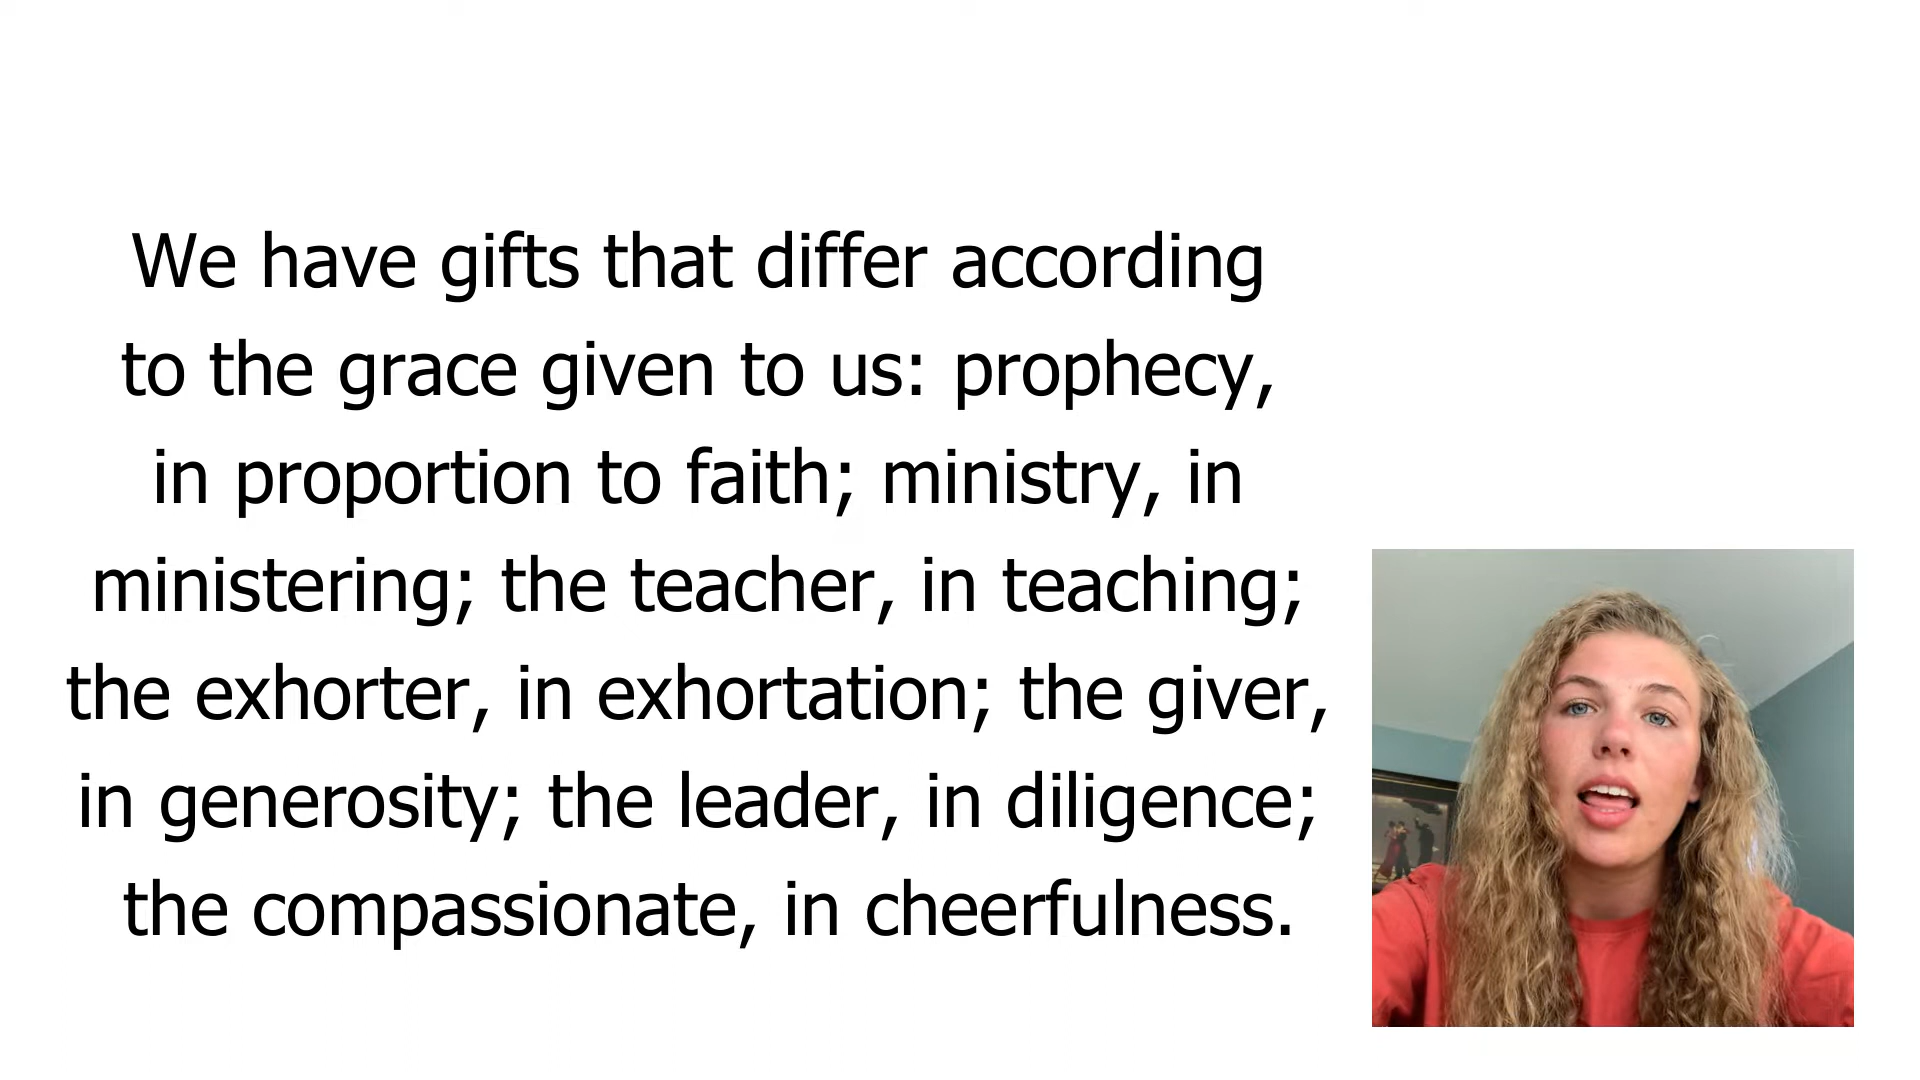 We have gifts that differ according
to the grace given to us: prophecy,
in proportion to faith; ministry, in
ministering; the teacher, in teaching;
the exhorter, in exhortation; the giver,
in generosity; the leader, in diligence;
the compassionate, in cheerfulness.